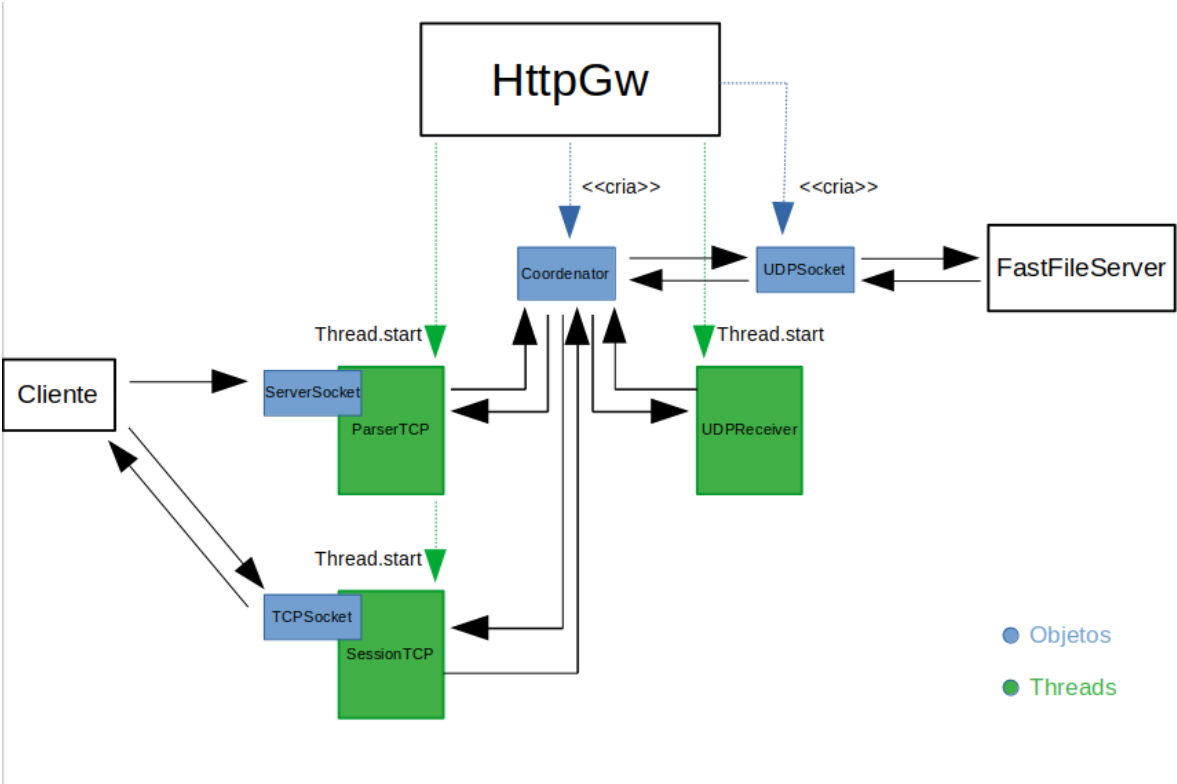 HttpGw
<<cria>>
<<cria>>
Coordenator
UDPSocket
FastFileServer
Thread.start
Thread.start
Cliente
ServerSocket
ParserTCP
UDPReceiver
Thread.start
TCPSocket
SessionTCP
Objetos
Threads